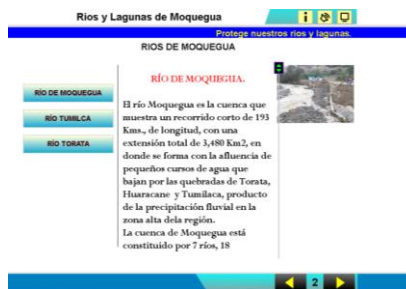 Rios y Lagunas de Moquegua
Protege nuestros rios y lagunas.
RIOS DE MOQUEGUA
RÍO DE MOQUEGUA
RÍO TUMILCA
RÍO TORATA
RÍO DE MOQUEGUA.
El río Moquegua es la cuenca que
muestra un recorrido corto de 193
Kms., de longitud, con una
extensión total de 3,480 Km2, en
donde se forma con la afluencia de
pequeños cursos de agua que
bajan por las quebradas de Torata,
Huaracane y Tumilaca, producto
de la precipitación fluvial en la
zona alta dela región.
La cuenca de Moquegua está
constituido por 7 ríos, 18
2